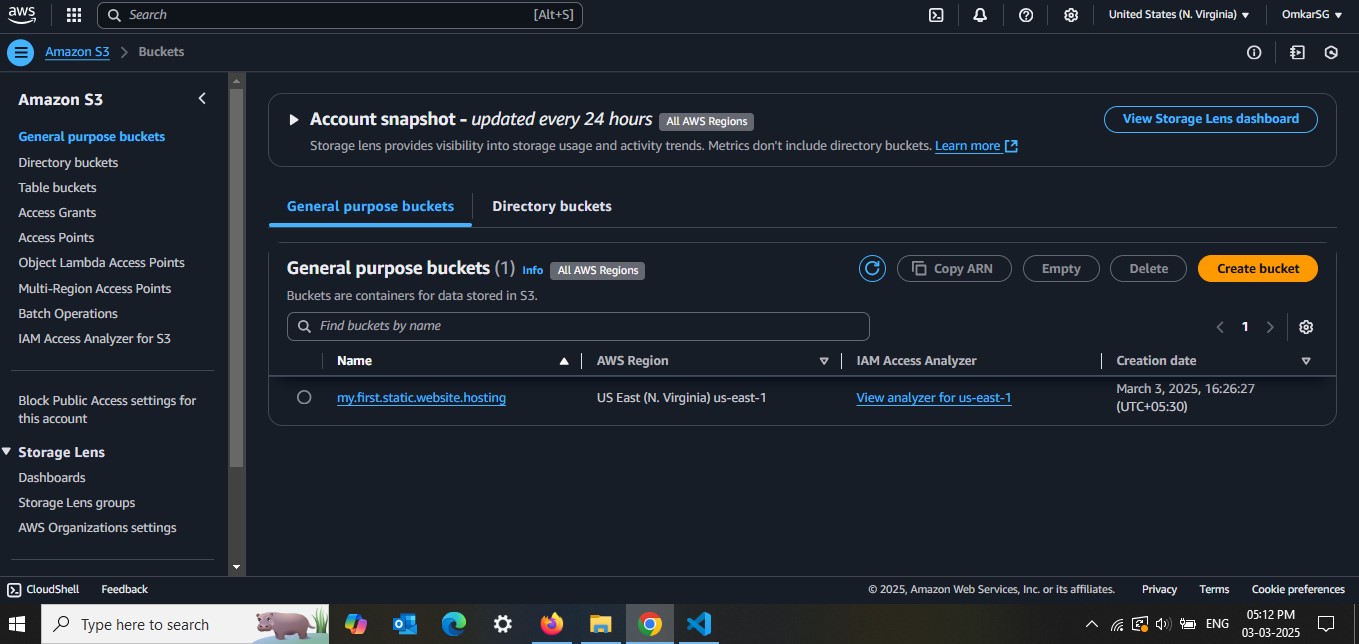 aws
Search [Alt+S]
United States (N. Virginia) ▼
OmkarSG ▼
Amazon S3 > Buckets
Amazon S3
General purpose buckets
Directory buckets
Table buckets
Access Grants
Access Points
Object Lambda Access Points
Multi-Region Access Points
Batch Operations
IAM Access Analyzer for S3
Block Public Access settings for
this account
Storage Lens
Dashboards
Storage Lens groups
AWS Organizations settings
Account snapshot - updated every 24 hours All AWS Regions
View Storage Lens dashboard
Storage lens provides visibility into storage usage and activity trends. Metrics don't include directory buckets. Learn more
General purpose buckets Directory buckets
General purpose buckets (1) Info All AWS Regions
Copy ARN Empty Delete Create bucket
Buckets are containers for data stored in S3.
Find buckets by name
1
Name AWS Region IAM Access Analyzer Creation date
my.first.static.website.hosting US East (N. Virginia) us-east-1 View analyzer for us-east-1 March 3, 2025, 16:26:27
(UTC+05:30)
CloudShell Feedback
© 2025, Amazon Web Services, Inc. or its affiliates. Privacy Terms Cookie preferences
Type here to search
ENG
05:12 PM
03-03-2025